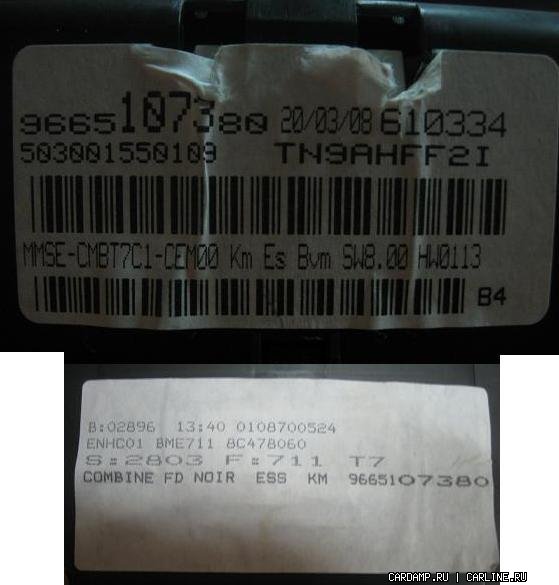 9665107380 20/03/08 610334
503001550109 TN9AHFF2I
MMSE-CMBT7C1-CEM00 Km Es Bvm SW8.00 HW0113
B4
B:02896 13:40 0108700524
ENHC01 BME711 8C478060
S:2803 F:711 T7
COMBINE FD NOIR ESS KM 9665107380
CARDAMP.RU | CARLINE.RU